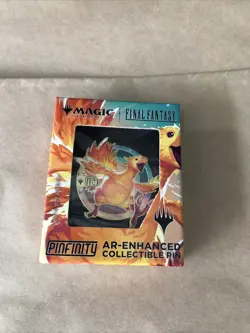 MAGIC FINAL FANTASY
PINFINITY AR-ENHANCED
COLLECTIBLE PIN